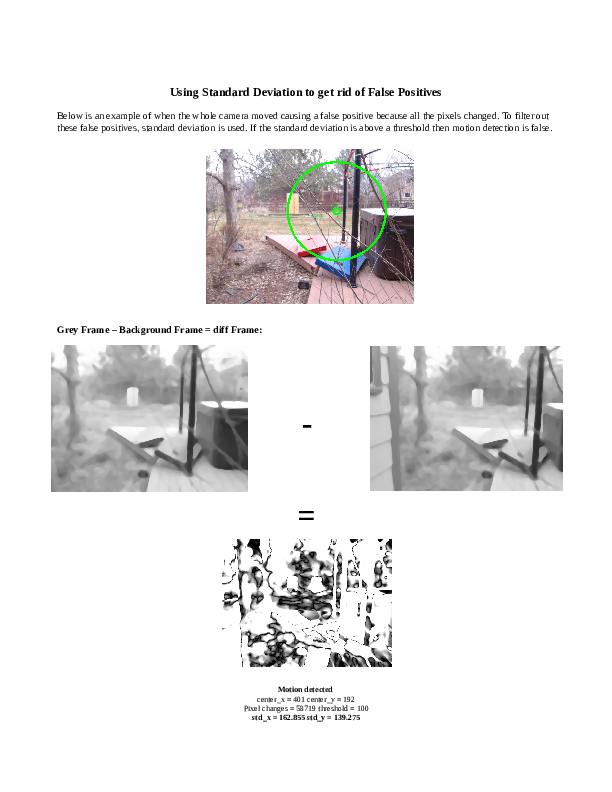 Using Standard Deviation to get rid of False Positives
Below is an example of when the whole camera moved causing a false positive because all the pixels changed. To filter out
these false positives, standard deviation is used. If the standard deviation is above a threshold then motion detection is false.
Grey Frame – Background Frame = diff Frame:
-
=
Motion detected
center_x = 401 center_y = 192
Pixel changes = 58719 threshold = 100
std_x = 162.855 std_y = 139.275